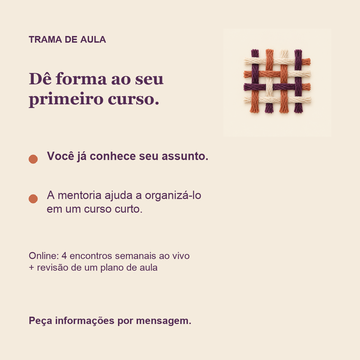 TRAMA DE AULA
Dê forma ao seu
primeiro curso.
Você já conhece seu assunto.
A mentoria ajuda a organizá-lo
em um curso curto.
Online: 4 encontros semanais ao vivo
+ revisão de um plano de aula
Peça informações por mensagem.